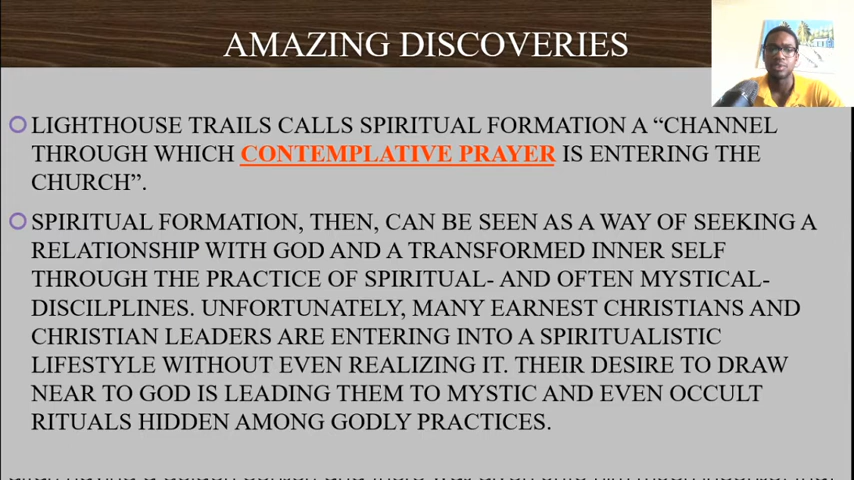 AMAZING DISCOVERIES
LIGHTHOUSE TRAILS CALLS SPIRITUAL FORMATION A “CHANNEL
THROUGH WHICH CONTEMPLATIVE PRAYER IS ENTERING THE
CHURCH”.
SPIRITUAL FORMATION, THEN, CAN BE SEEN AS A WAY OF SEEKING A
RELATIONSHIP WITH GOD AND A TRANSFORMED INNER SELF
THROUGH THE PRACTICE OF SPIRITUAL- AND OFTEN MYSTICAL-
DISCILPLINES. UNFORTUNATELY, MANY EARNEST CHRISTIANS AND
CHRISTIAN LEADERS ARE ENTERING INTO A SPIRITUALISTIC
LIFESTYLE WITHOUT EVEN REALIZING IT. THEIR DESIRE TO DRAW
NEAR TO GOD IS LEADING THEM TO MYSTIC AND EVEN OCCULT
RITUALS HIDDEN AMONG GODLY PRACTICES.